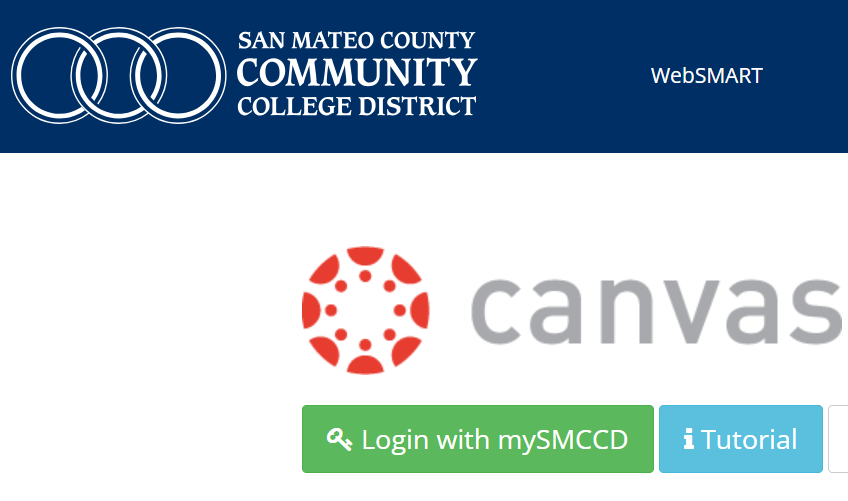 SAN MATEO COUNTY
COMMUNITY
COLLEGE DISTRICT
WebSMART
canvas
Login with mySMCCD
Tutorial